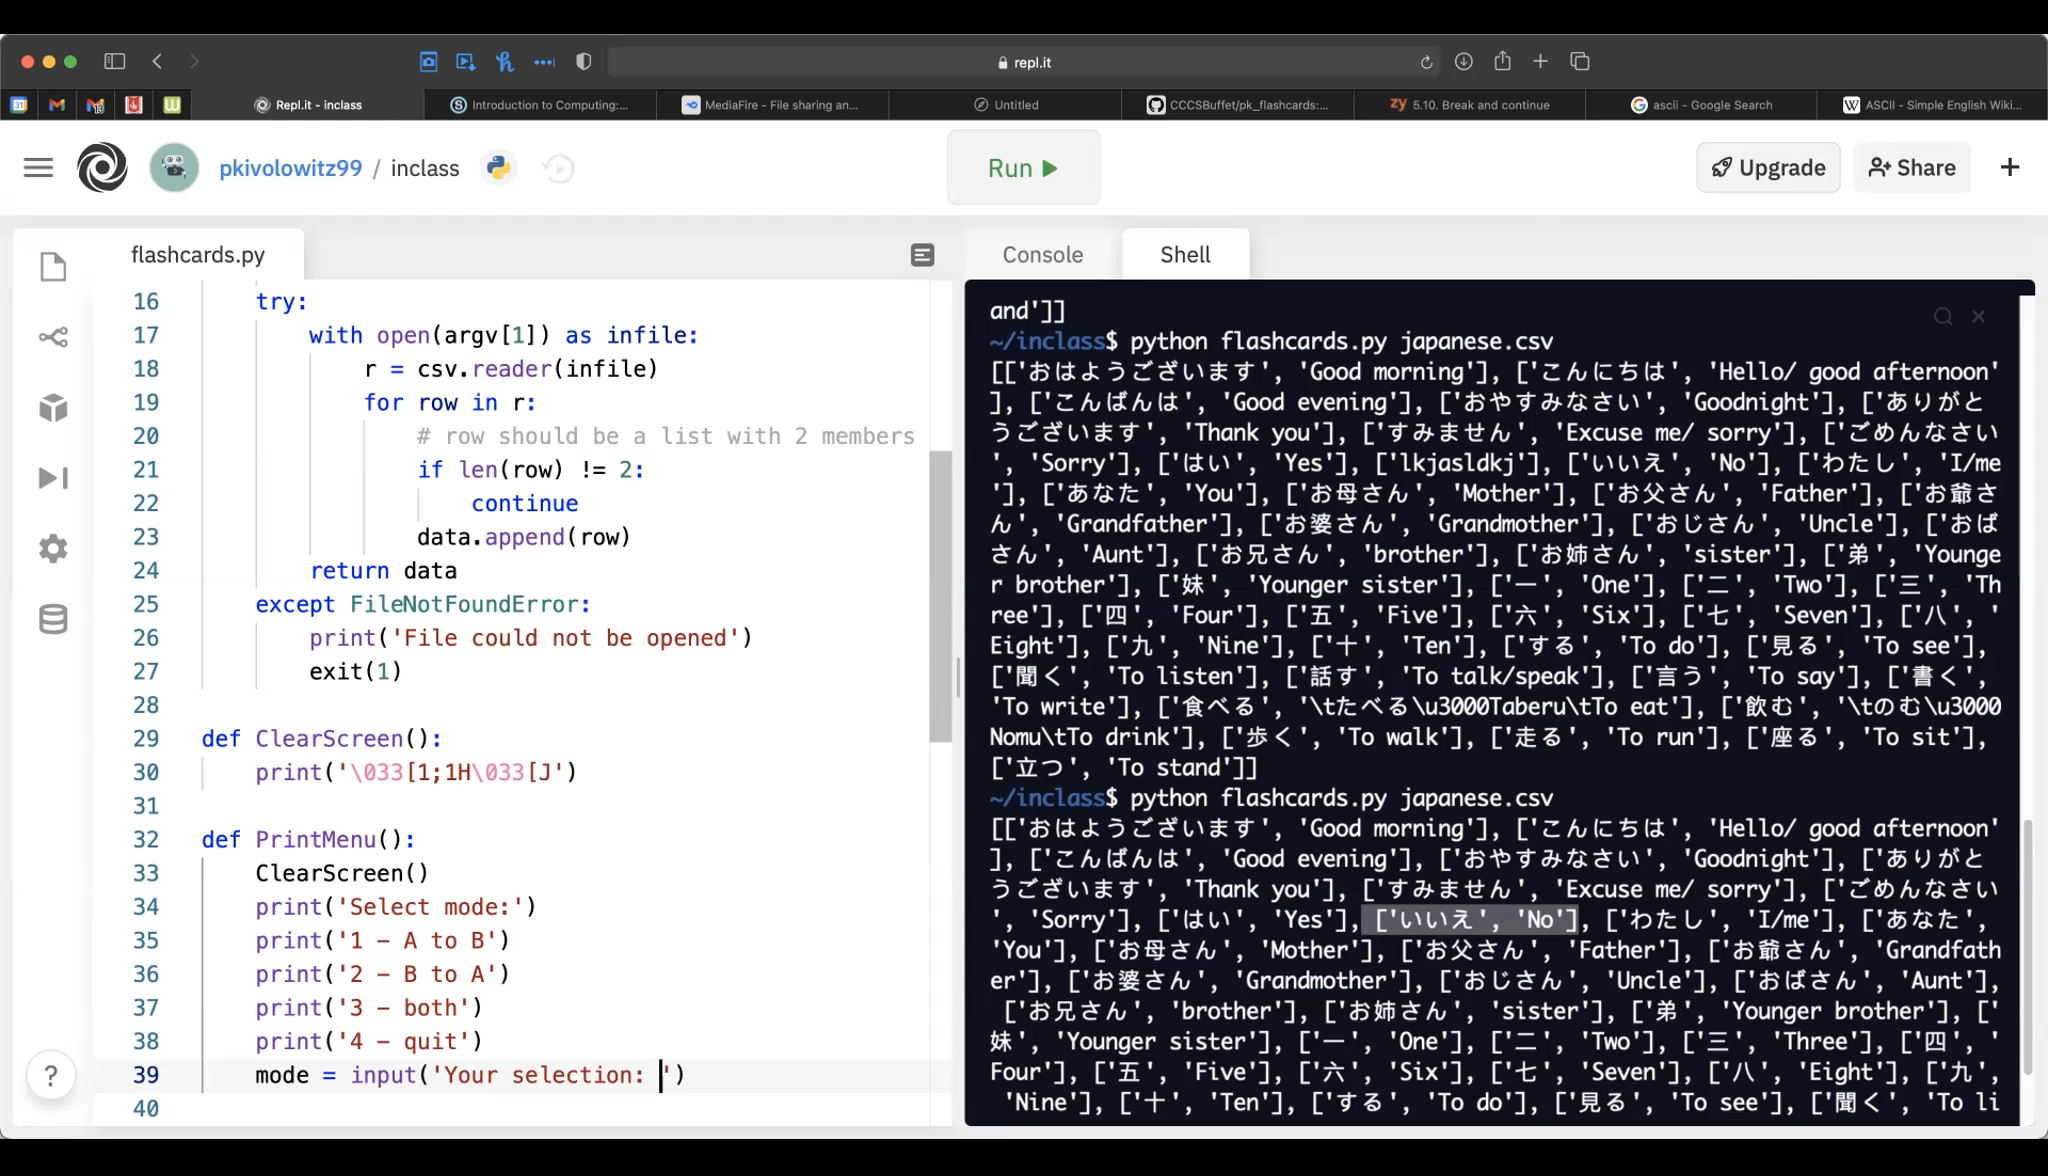 repl.it
31
Repl.it - inclass
Introduction to Computing:...
MediaFire - File sharing an...
Untitled
CCCSBuffet/pk_flashcards:...
zy 5.10. Break and continue
ascii - Google Search
W ASCII - Simple English Wiki...
pkivolowitz99 / inclass
Run
Upgrade
Share
flashcards.py
16 try:
17 with open(argv[1]) as infile:
18 r = csv.reader(infile)
19 for row in r:
20 # row should be a list with 2 members
21 if len(row) != 2:
22 continue
23 data.append(row)
24 return data
25 except FileNotFoundError:
26 print('File could not be opened')
27 exit(1)
28
29 def ClearScreen():
30 print('\033[1;1H\033[J')
31
32 def PrintMenu():
33 ClearScreen()
34 print('Select mode:')
35 print('1 – A to B')
36 print('2 – B to A')
37 print('3 – both')
38 print('4 – quit')
39 mode = input('Your selection: ')
40
?
Console
Shell
and']]
~/inclass$ python flashcards.py japanese.csv
[['おはようございます', 'Good morning'], ['こんにちは', 'Hello/ good afternoon'
], ['こんばんは', 'Good evening'], ['おやすみなさい', 'Goodnight'], ['ありがと
うございます', 'Thank you'], ['すみません', 'Excuse me/ sorry'], ['ごめんなさい
', 'Sorry'], ['はい', 'Yes'], ['lkjasldkj'], ['いいえ', 'No'], ['わたし', 'I/me
'], ['あなた', 'You'], ['お母さん', 'Mother'], ['お父さん', 'Father'], ['お爺さ
ん', 'Grandfather'], ['お婆さん', 'Grandmother'], ['おじさん', 'Uncle'], ['おば
さん', 'Aunt'], ['お兄さん', 'brother'], ['お姉さん', 'sister'], ['弟', 'Younge
r brother'], ['妹', 'Younger sister'], ['一', 'One'], ['二', 'Two'], ['三', 'Th
ree'], ['四', 'Four'], ['五', 'Five'], ['六', 'Six'], ['七', 'Seven'], ['八', '
Eight'], ['九', 'Nine'], ['十', 'Ten'], ['する', 'To do'], ['見る', 'To see'],
['聞く', 'To listen'], ['話す', 'To talk/speak'], ['言う', 'To say'], ['書く',
'To write'], ['食べる', '\tたべる\u3000Taberu\tTo eat'], ['飲む', '\tのむ\u3000
Nomu\tTo drink'], ['歩く', 'To walk'], ['走る', 'To run'], ['座る', 'To sit'],
['立つ', 'To stand']]
~/inclass$ python flashcards.py japanese.csv
[['おはようございます', 'Good morning'], ['こんにちは', 'Hello/ good afternoon'
], ['こんばんは', 'Good evening'], ['おやすみなさい', 'Goodnight'], ['ありがと
うございます', 'Thank you'], ['すみません', 'Excuse me/ sorry'], ['ごめんなさい
', 'Sorry'], ['はい', 'Yes'], ['いいえ', 'No'], ['わたし', 'I/me'], ['あなた',
'You'], ['お母さん', 'Mother'], ['お父さん', 'Father'], ['お爺さん', 'Grandfath
er'], ['お婆さん', 'Grandmother'], ['おじさん', 'Uncle'], ['おばさん', 'Aunt'],
['お兄さん', 'brother'], ['お姉さん', 'sister'], ['弟', 'Younger brother'], ['
妹', 'Younger sister'], ['一', 'One'], ['二', 'Two'], ['三', 'Three'], ['四', '
Four'], ['五', 'Five'], ['六', 'Six'], ['七', 'Seven'], ['八', 'Eight'], ['九',
'Nine'], ['十', 'Ten'], ['する', 'To do'], ['見る', 'To see'], ['聞く', 'To li